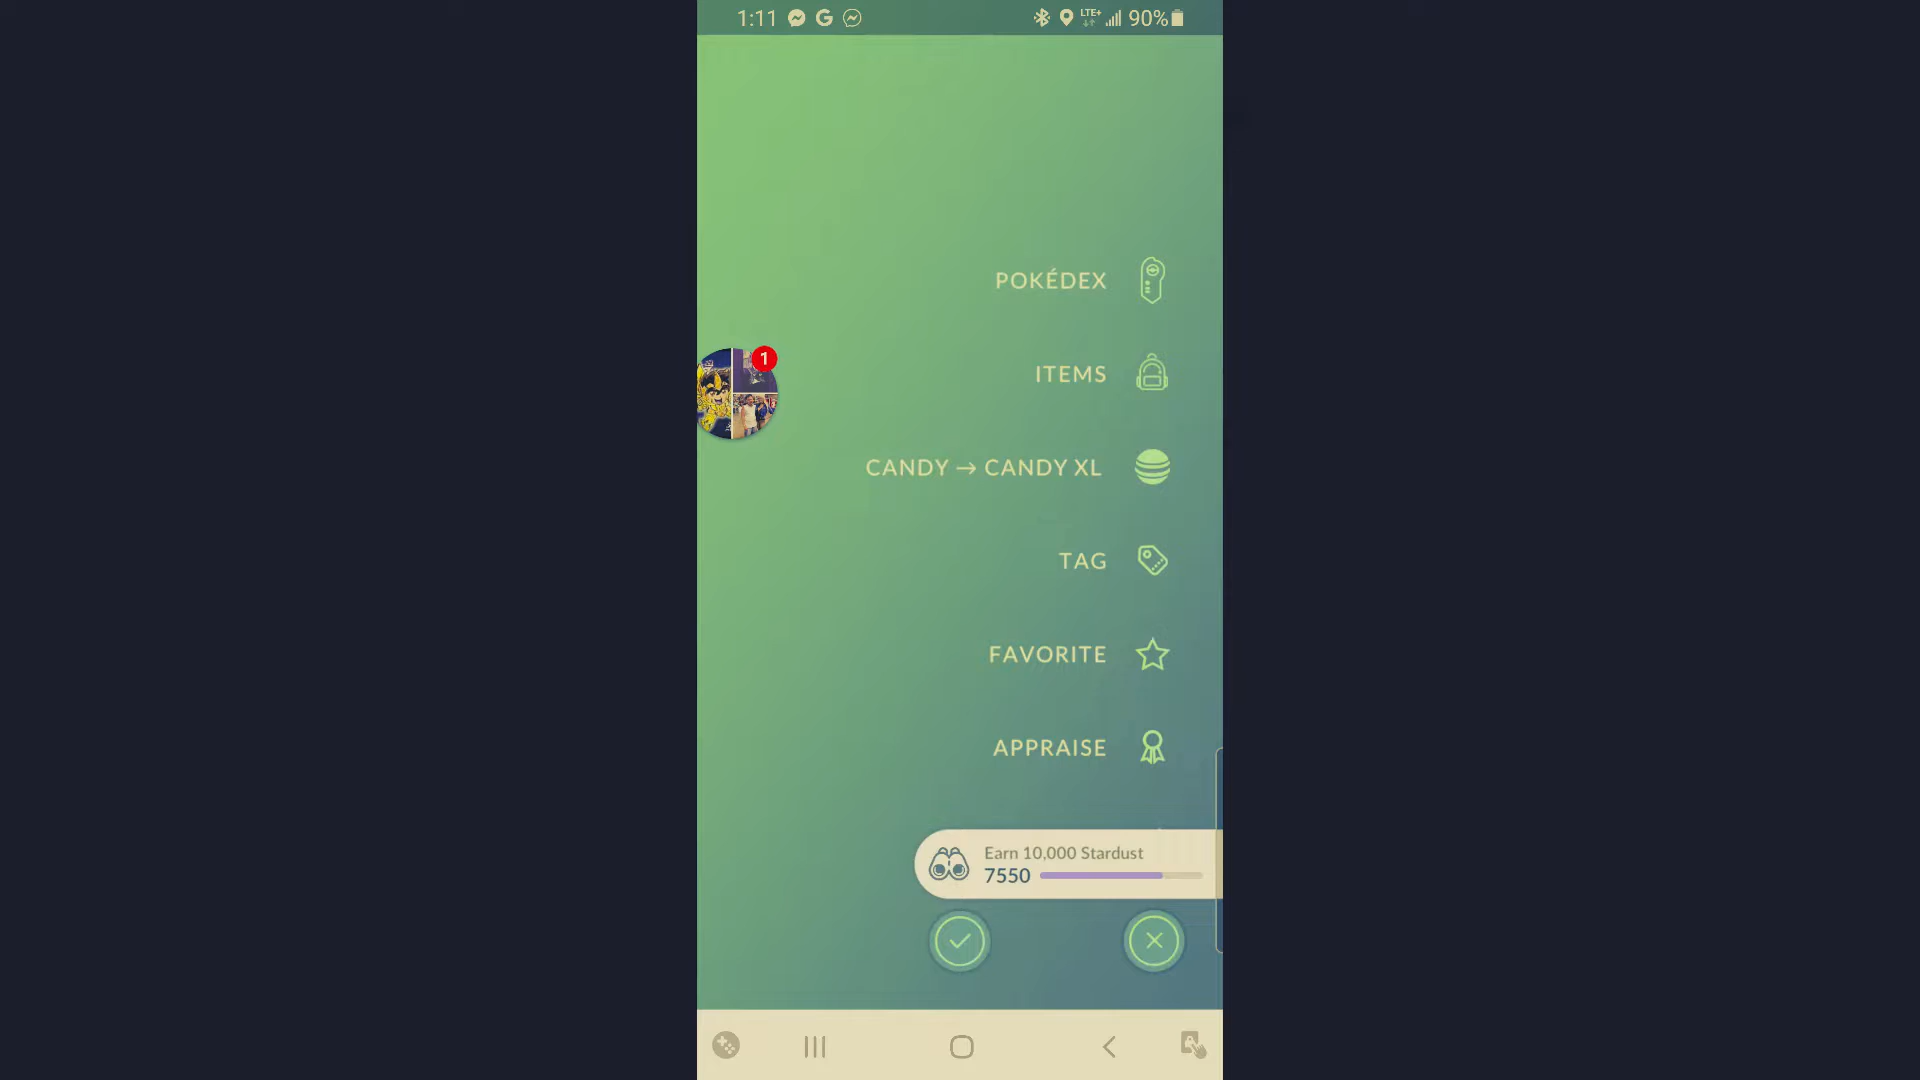 1:11
LTE+
90%
POKÉDEX
1
ITEMS
CANDY → CANDY XL
TAG
FAVORITE
APPRAISE
Earn 10,000 Stardust
7550